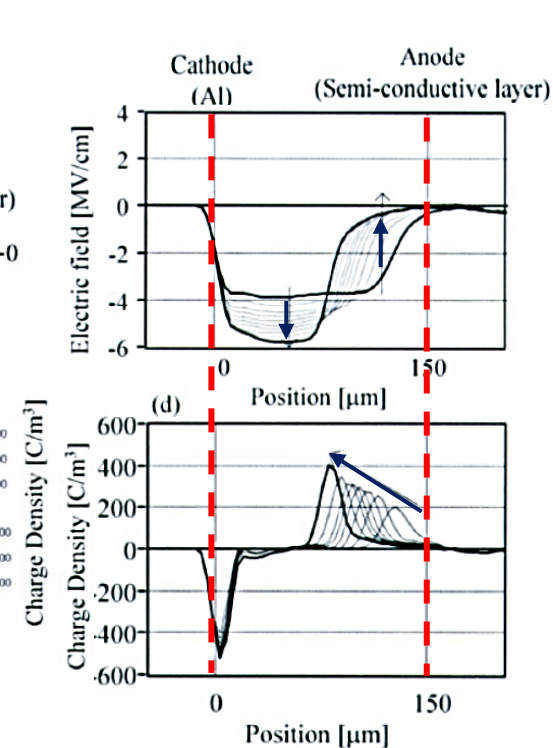 Cathode
(Al)
Anode
(Semi-conductive layer)
r)
-0
Electric field [MV/cm]
4
2
0
-2
-4
-6
0
150
Position [μm]
(d)
Charge Density [C/m³]
Charge Density [C/m³]
600
400
200
0
-200
-400
-600
0
150
Position [μm]